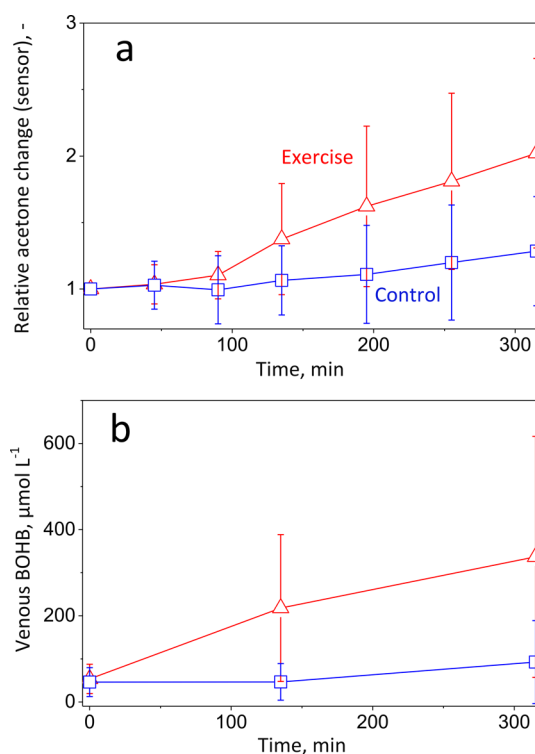 a
Relative acetone change (sensor), -
3
2
1
Exercise
Control
0
100
200
300
Time, min
b
Venous BOHB, µmol L⁻¹
600
400
200
0
0
100
200
300
Time, min